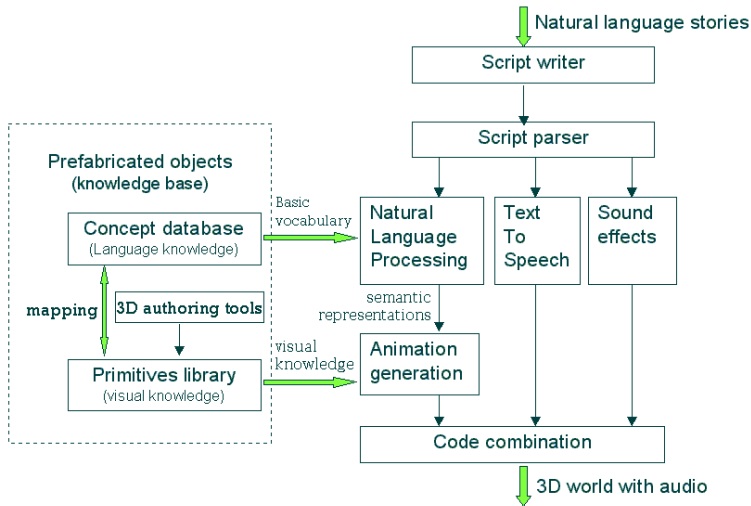 Natural language stories
Script writer
Script parser
Prefabricated objects
(knowledge base)
Concept database
(Language knowledge)
Basic
vocabulary
Natural
Language
Processing
Text
To
Speech
Sound
effects
mapping
3D authoring tools
semantic
representations
Primitives library
(visual knowledge)
visual
knowledge
Animation
generation
Code combination
3D world with audio